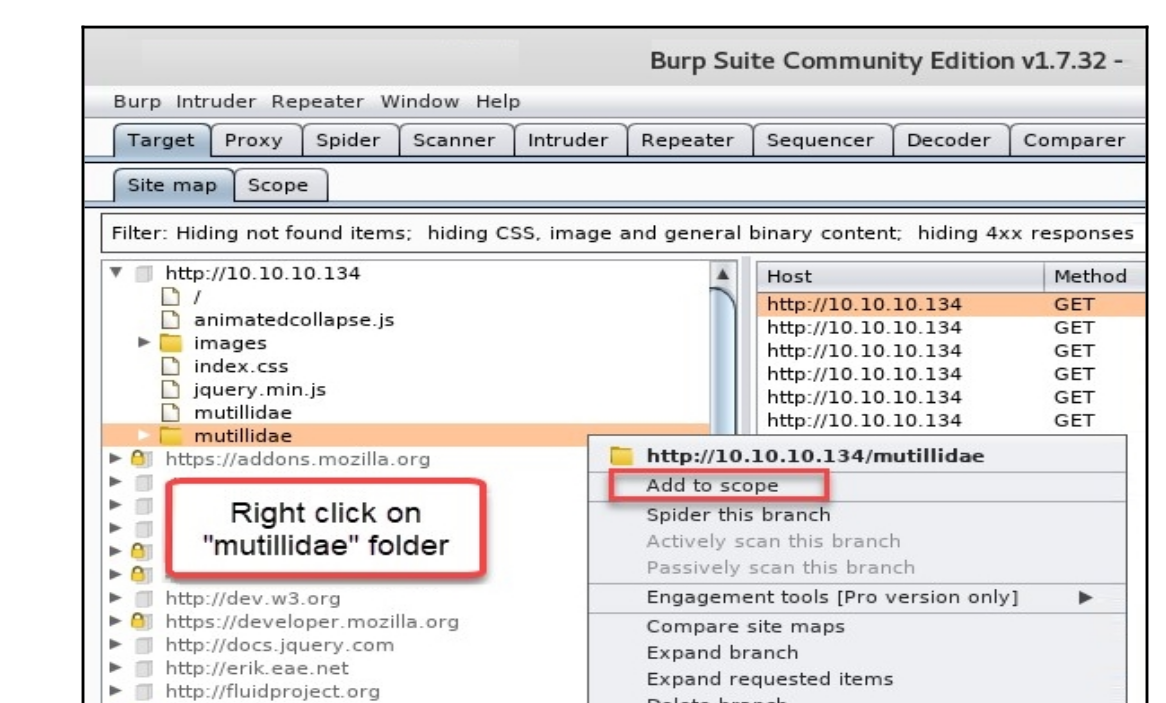 Burp Suite Community Edition v1.7.32 -
Burp Intruder Repeater Window Help
Target Proxy Spider Scanner Intruder Repeater Sequencer Decoder Comparer
Site map Scope
Filter: Hiding not found items; hiding CSS, image and general binary content; hiding 4xx responses
http://10.10.10.134
/
animatedcollapse.js
images
index.css
jquery.min.js
mutillidae
mutillidae
https://addons.mozilla.org
http://dev.w3.org
https://developer.mozilla.org
http://docs.jquery.com
http://erik.eae.net
http://fluidproject.org
Right click on
"mutillidae" folder
Host Method
http://10.10.10.134 GET
http://10.10.10.134 GET
http://10.10.10.134 GET
http://10.10.10.134 GET
http://10.10.10.134 GET
http://10.10.10.134 GET
http://10.10.10.134/mutillidae
Add to scope
Spider this branch
Actively scan this branch
Passively scan this branch
Engagement tools [Pro version only]
Compare site maps
Expand branch
Expand requested items
Delete branch